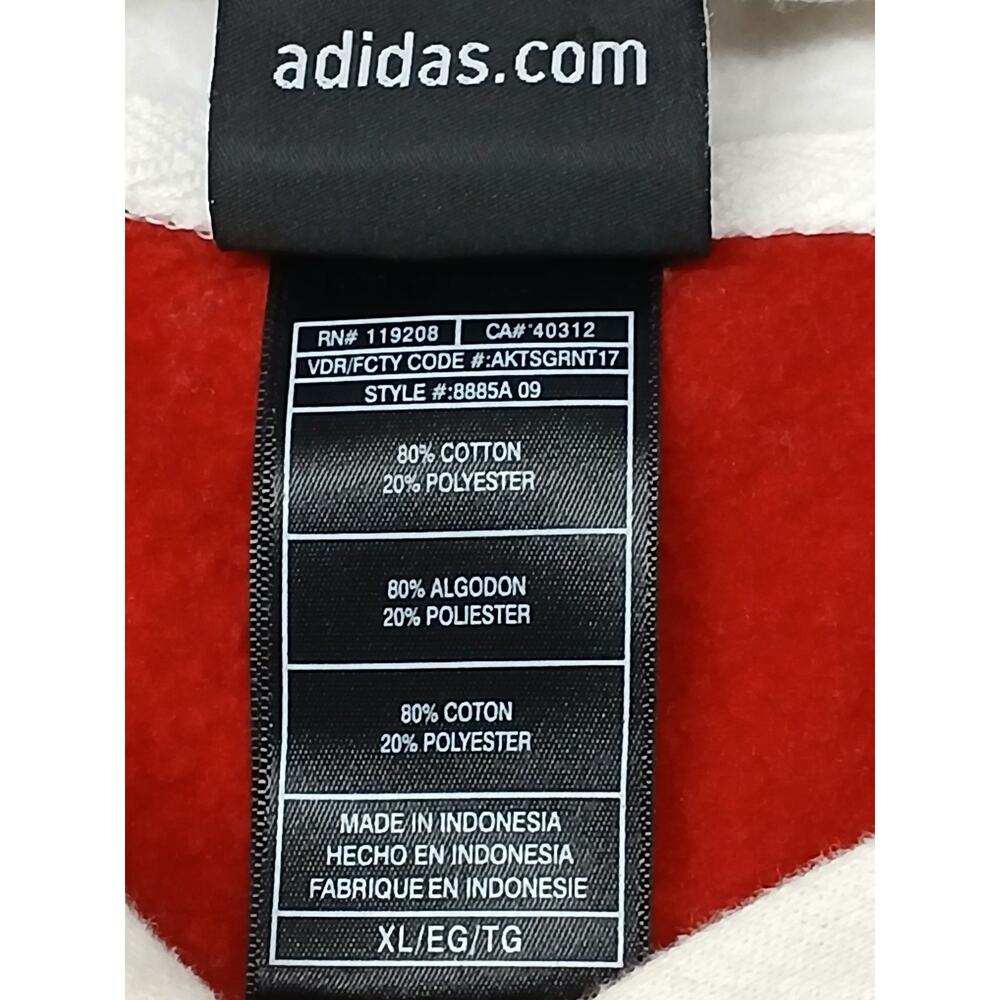 adidas.com
RN# 119208 CA# 40312
VDR/FCTY CODE #:AKTSGRNT17
STYLE #:8885A 09
80% COTTON
20% POLYESTER
80% ALGODON
20% POLIESTER
80% COTON
20% POLYESTER
MADE IN INDONESIA
HECHO EN INDONESIA
FABRIQUE EN INDONESIE
XL/EG/TG